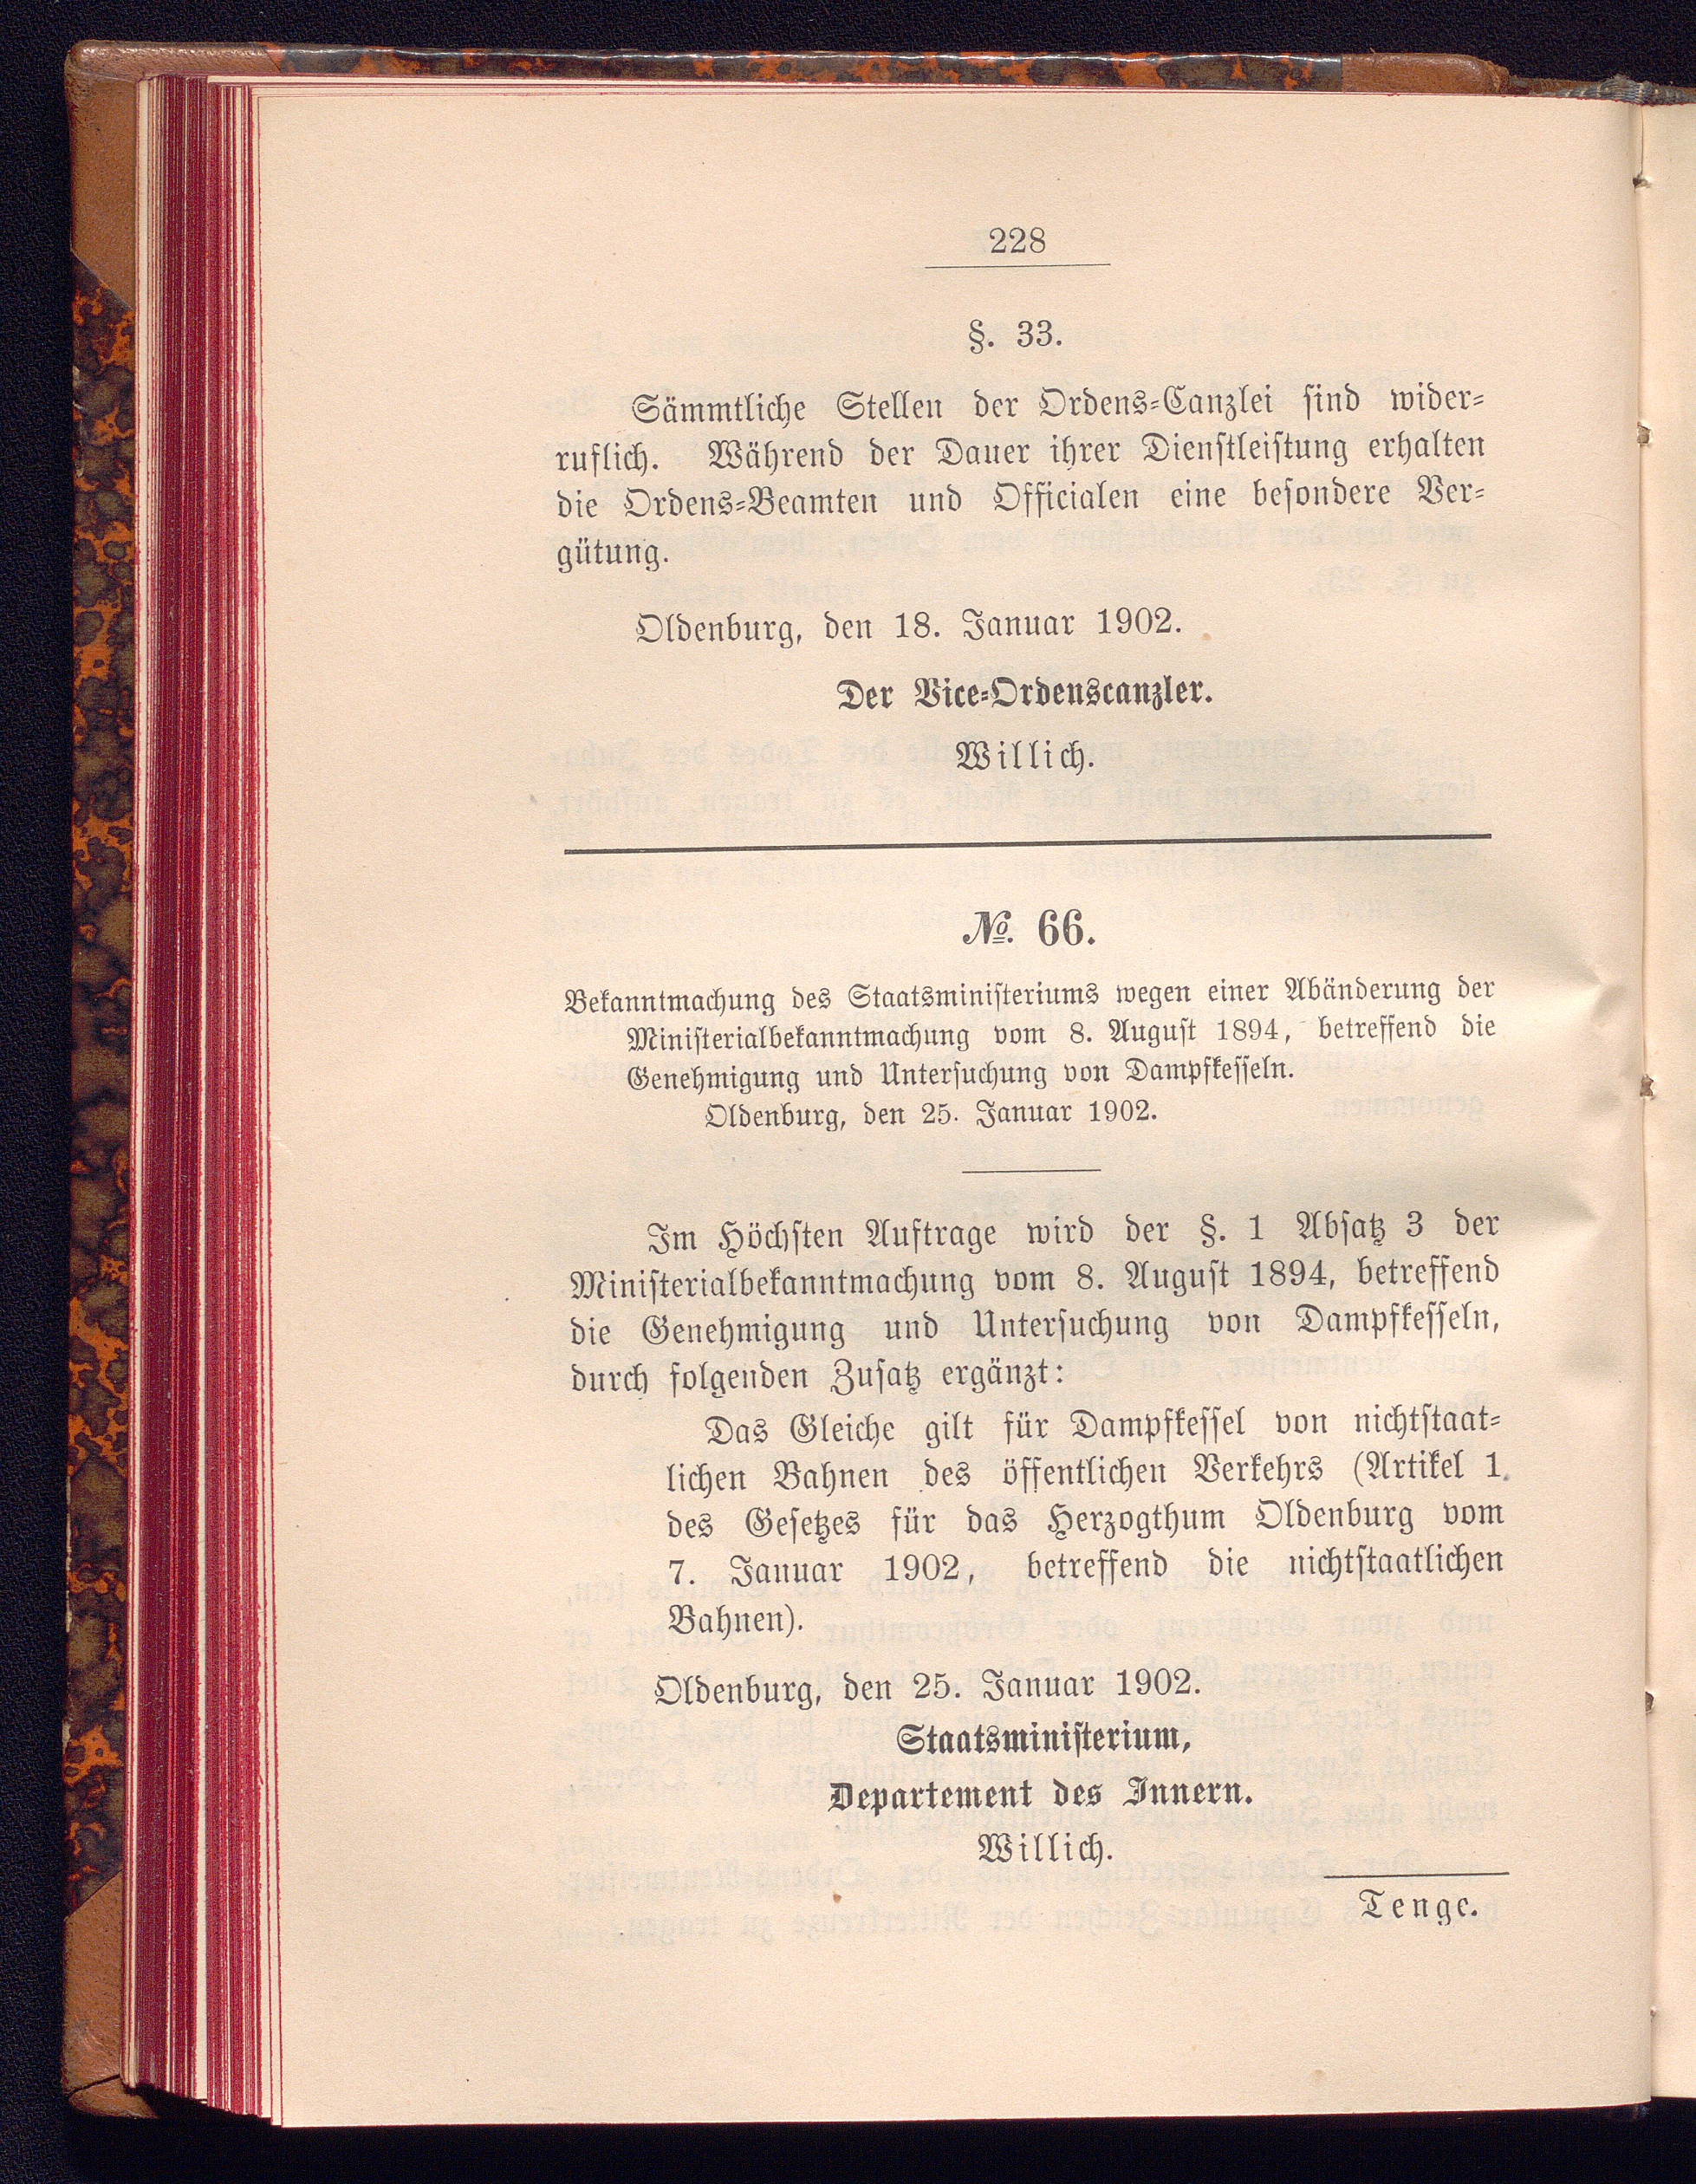 228
§. 33.
Sämmtliche Stellen der Ordens-Canzlei sind wider-
ruflich. Während der Dauer ihrer Dienstleistung erhalten
die Ordens-Beamten und Officialen eine besondere Ver-
gütung.
Oldenburg, den 18. Januar 1902.
Der Vice-Ordenscanzler.
Willich.
№. 66.
Bekanntmachung des Staatsministeriums wegen einer Abänderung der
Ministerialbekanntmachung vom 8. August 1894, betreffend die
Genehmigung und Untersuchung von Dampfkesseln.
Oldenburg, den 25. Januar 1902.
Im Höchsten Auftrage wird der §. 1 Absatz 3 der
Ministerialbekanntmachung vom 8. August 1894, betreffend
die Genehmigung und Untersuchung von Dampfkesseln,
durch folgenden Zusatz ergänzt:
Das Gleiche gilt für Dampfkessel von nichtstaat-
lichen Bahnen des öffentlichen Verkehrs (Artikel 1
des Gesetzes für das Herzogthum Oldenburg vom
7. Januar 1902, betreffend die nichtstaatlichen
Bahnen).
Oldenburg, den 25. Januar 1902.
Staatsministerium,
Departement des Innern.
Willich.
Tenge.